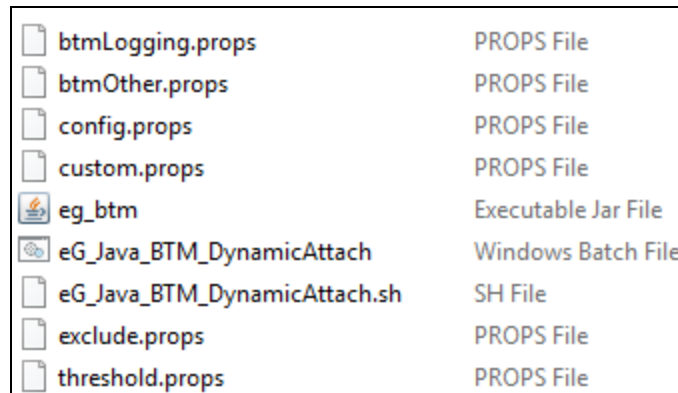 btmLogging.props PROPS File
btmOther.props PROPS File
config.props PROPS File
custom.props PROPS File
eg_btm Executable Jar File
eG_Java_BTM_DynamicAttach Windows Batch File
eG_Java_BTM_DynamicAttach.sh SH File
exclude.props PROPS File
threshold.props PROPS File